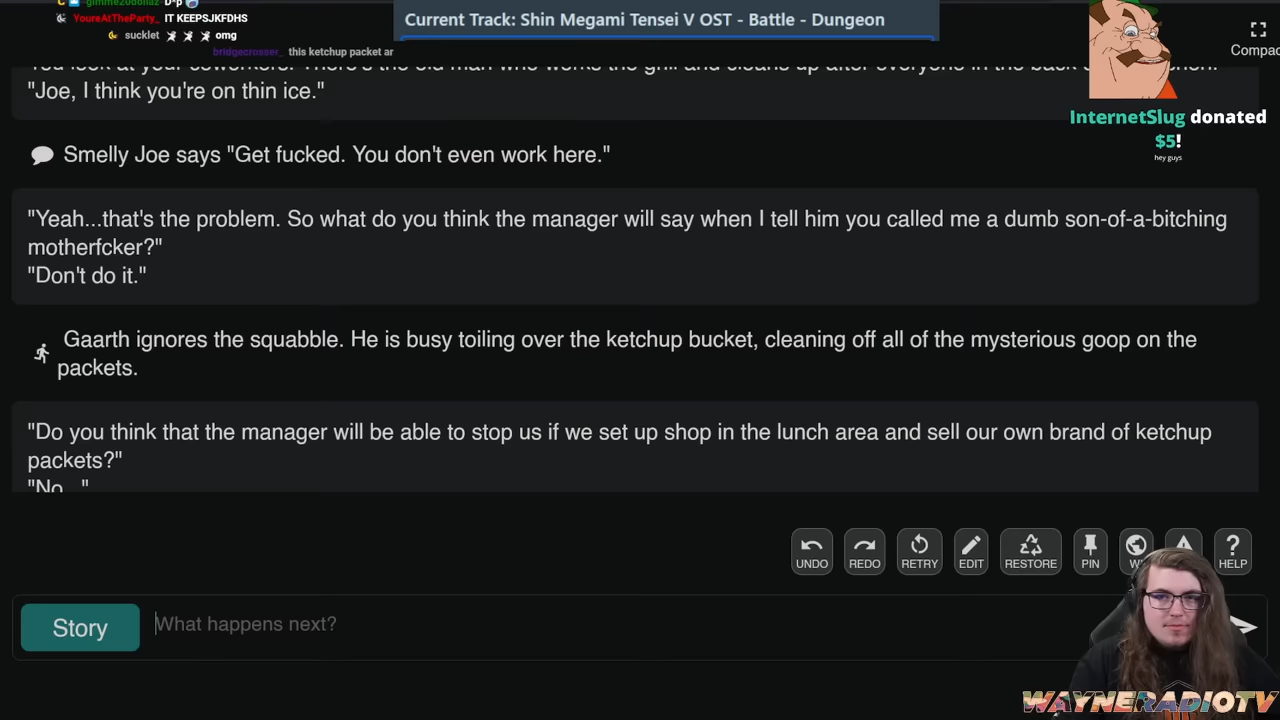 gimme20dollaz D*p
YoureAtTheParty_ IT KEEPSJKFDHS
sucklet omg
bridgecrosser_ this ketchup packet ar
Current Track: Shin Megami Tensei V OST - Battle - Dungeon
Compac
InternetSlug donated
$5!
hey guys
"Joe, I think you're on thin ice."
Smelly Joe says "Get fucked. You don't even work here."
"Yeah...that's the problem. So what do you think the manager will say when I tell him you called me a dumb son-of-a-bitching
motherfcker?"
"Don't do it."
Gaarth ignores the squabble. He is busy toiling over the ketchup bucket, cleaning off all of the mysterious goop on the
packets.
"Do you think that the manager will be able to stop us if we set up shop in the lunch area and sell our own brand of ketchup
packets?"
"No..."
UNDO
REDO
RETRY
EDIT
RESTORE
PIN
HELP
Story
What happens next?
WAYNERADIOTV